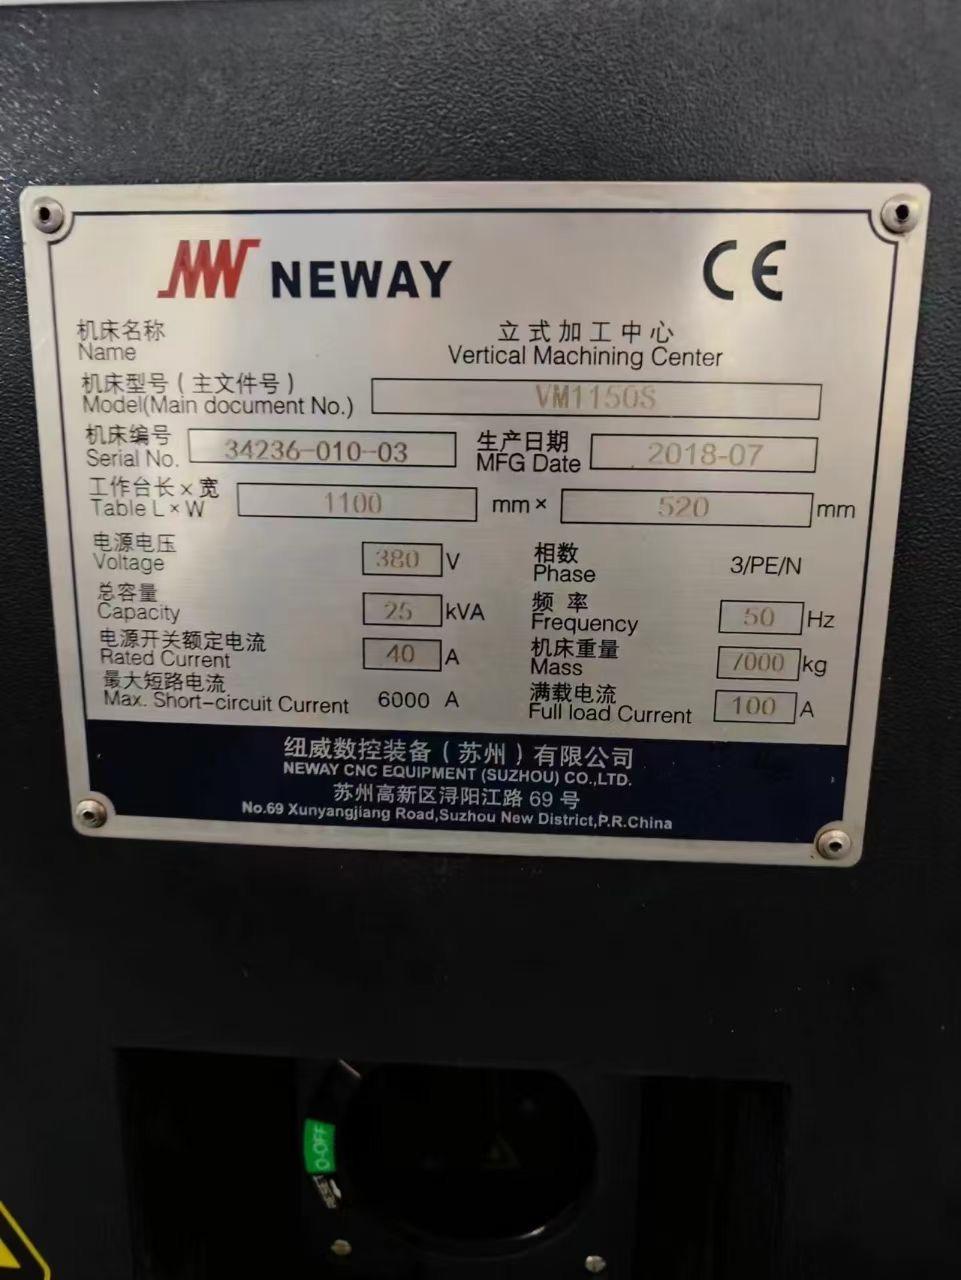 NEWAY CE
机床名称 立式加工中心
Name Vertical Machining Center
机床型号(主文件号)
Model(Main document No.) VM1150S
机床编号 生产日期
Serial No. 34236-010-03 MFG Date 2018-07
工作台长×宽
Table L×W 1100 mm× 520 mm
电源电压 相数
Voltage 380 V Phase 3/PE/N
总容量 频率
Capacity 25 kVA Frequency 50 Hz
电源开关额定电流 机床重量
Rated Current 40 A Mass 7000 kg
最大短路电流 满载电流
Max. Short-circuit Current 6000 A Full load Current 100 A
纽威数控装备(苏州)有限公司
NEWAY CNC EQUIPMENT (SUZHOU) CO.,LTD.
苏州高新区浔阳江路 69 号
No.69 Xunyangjiang Road,Suzhou New District,P.R.China
O-OFF
RESET